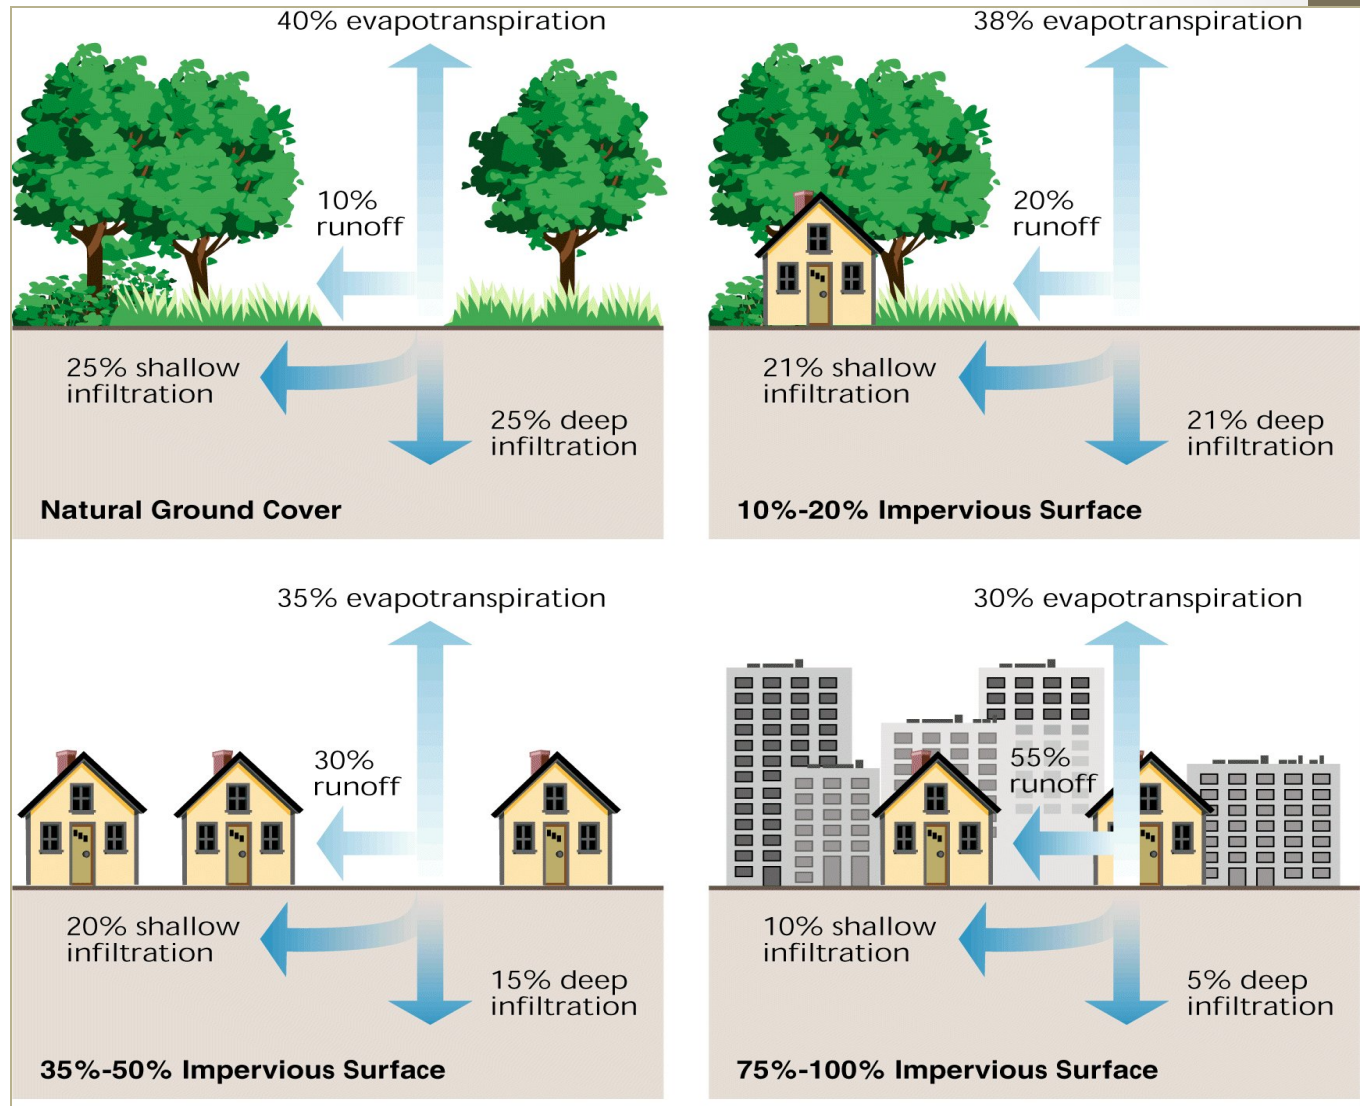 40% evapotranspiration
10%
runoff
25% shallow
infiltration
25% deep
infiltration
Natural Ground Cover
38% evapotranspiration
20%
runoff
21% shallow
infiltration
21% deep
infiltration
10%-20% Impervious Surface
35% evapotranspiration
30%
runoff
20% shallow
infiltration
15% deep
infiltration
35%-50% Impervious Surface
30% evapotranspiration
55%
runoff
10% shallow
infiltration
5% deep
infiltration
75%-100% Impervious Surface